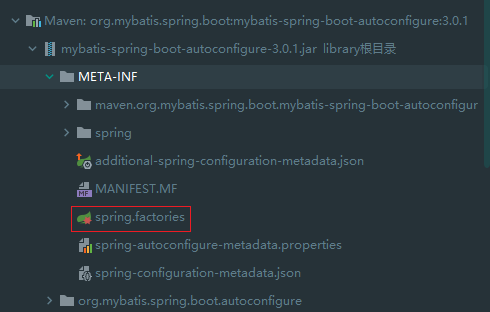 Maven: org.mybatis.spring.boot:mybatis-spring-boot-autoconfigure:3.0.1
mybatis-spring-boot-autoconfigure-3.0.1.jar library根目录
META-INF
maven.org.mybatis.spring.boot.mybatis-spring-boot-autoconfigur
spring
additional-spring-configuration-metadata.json
MANIFEST.MF
spring.factories
spring-autoconfigure-metadata.properties
spring-configuration-metadata.json
org.mybatis.spring.boot.autoconfigure